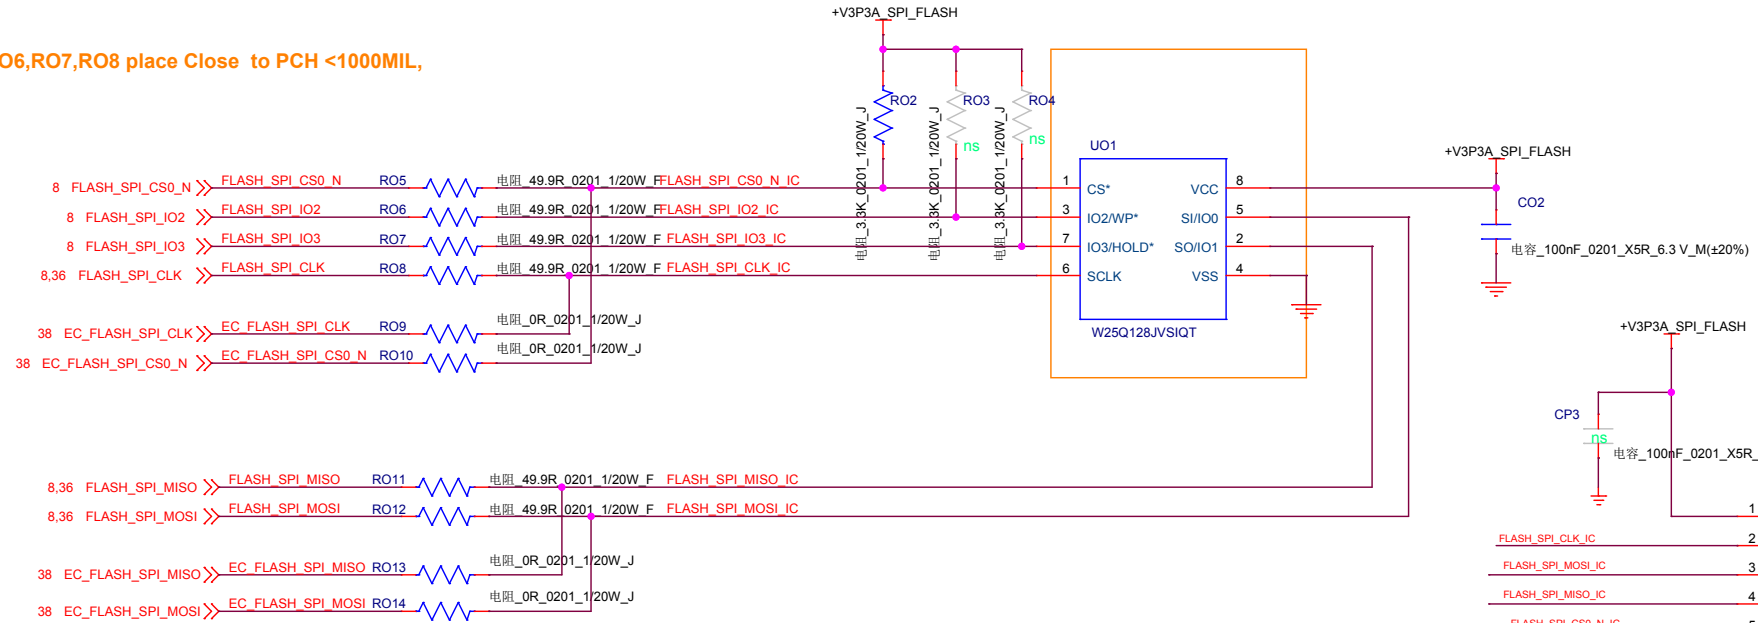 +V3P3A_SPI_FLASH
O6,RO7,RO8 place Close to PCH <1000MIL,
RO2
RO3
RO4
ns
ns
电阻_3.3K_0201_1/20W_J
电阻_3.3K_0201_1/20W_J
电阻_3.3K_0201_1/20W_J
UO1
+V3P3A_SPI_FLASH
8 FLASH_SPI_CS0_N FLASH_SPI_CS0_N RO5 电阻_49.9R_0201_1/20W_F FLASH_SPI_CS0_N_IC 1 CS* VCC 8
CO2
8 FLASH_SPI_IO2 FLASH_SPI_IO2 RO6 电阻_49.9R_0201_1/20W_F FLASH_SPI_IO2_IC 3 IO2/WP* SI/IO0 5
8 FLASH_SPI_IO3 FLASH_SPI_IO3 RO7 电阻_49.9R_0201_1/20W_F FLASH_SPI_IO3_IC 7 IO3/HOLD* SO/IO1 2
电容_100nF_0201_X5R_6.3 V_M(±20%)
8,36 FLASH_SPI_CLK FLASH_SPI_CLK RO8 电阻_49.9R_0201_1/20W_F FLASH_SPI_CLK_IC 6 SCLK VSS 4
38 EC_FLASH_SPI_CLK EC_FLASH_SPI_CLK RO9 电阻_0R_0201_1/20W_J
W25Q128JVSIQT
+V3P3A_SPI_FLASH
38 EC_FLASH_SPI_CS0_N EC_FLASH_SPI_CS0_N RO10 电阻_0R_0201_1/20W_J
CP3
ns
电容_100nF_0201_X5R_
8,36 FLASH_SPI_MISO FLASH_SPI_MISO RO11 电阻_49.9R_0201_1/20W_F FLASH_SPI_MISO_IC
8,36 FLASH_SPI_MOSI FLASH_SPI_MOSI RO12 电阻_49.9R_0201_1/20W_F FLASH_SPI_MOSI_IC
1
FLASH_SPI_CLK_IC 2
38 EC_FLASH_SPI_MISO EC_FLASH_SPI_MISO RO13 电阻_0R_0201_1/20W_J
FLASH_SPI_MOSI_IC 3
38 EC_FLASH_SPI_MOSI EC_FLASH_SPI_MOSI RO14 电阻_0R_0201_1/20W_J
FLASH_SPI_MISO_IC 4
FLASH_SPI_CS0_N_IC